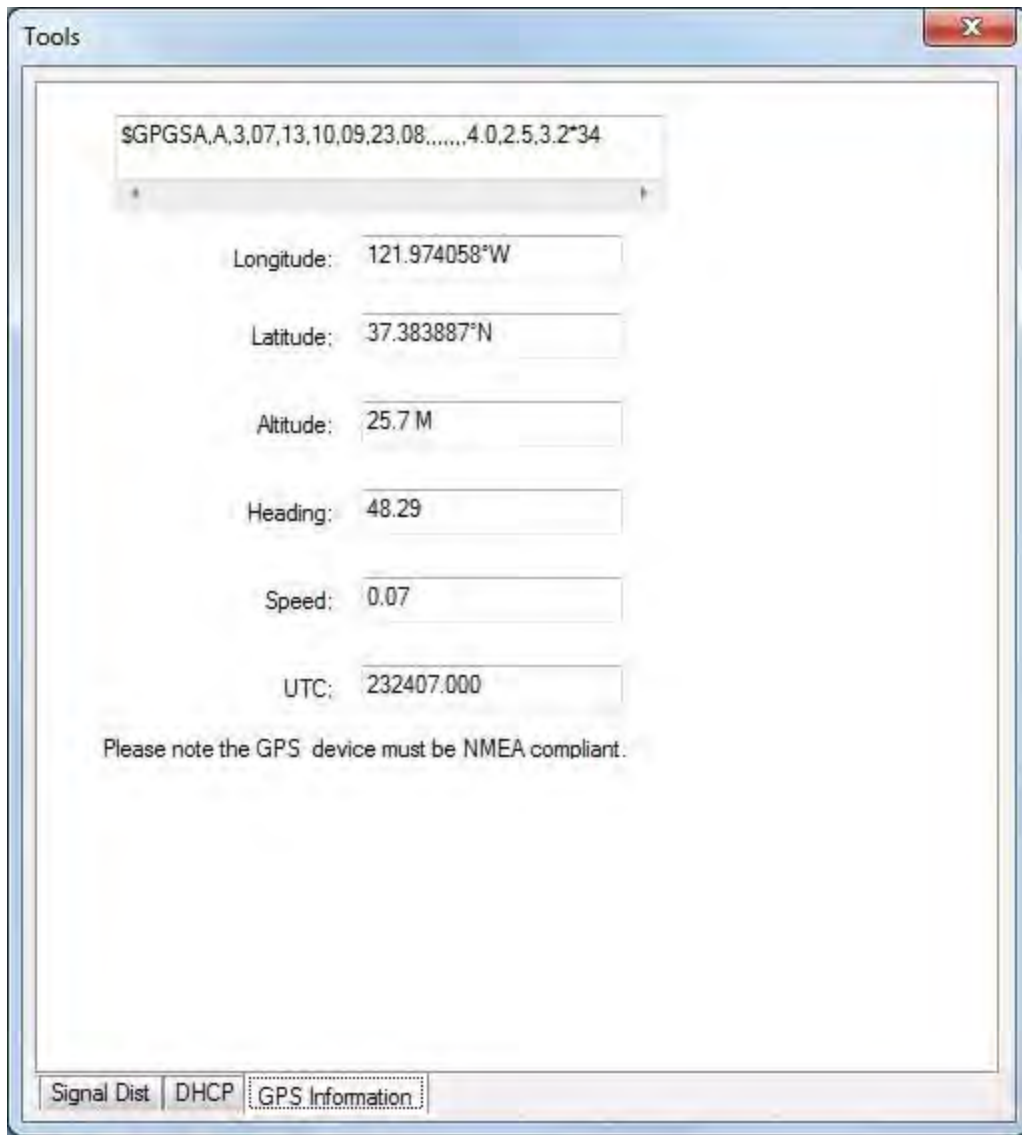 Tools
$GPGSA,A,3,07,13,10,09,23,08,,,,,,,4.0,2.5,3.2*34
Longitude: 121.974058°W
Latitude: 37.383887°N
Altitude: 25.7 M
Heading: 48.29
Speed: 0.07
UTC: 232407.000
Please note the GPS device must be NMEA compliant.
Signal Dist DHCP GPS Information